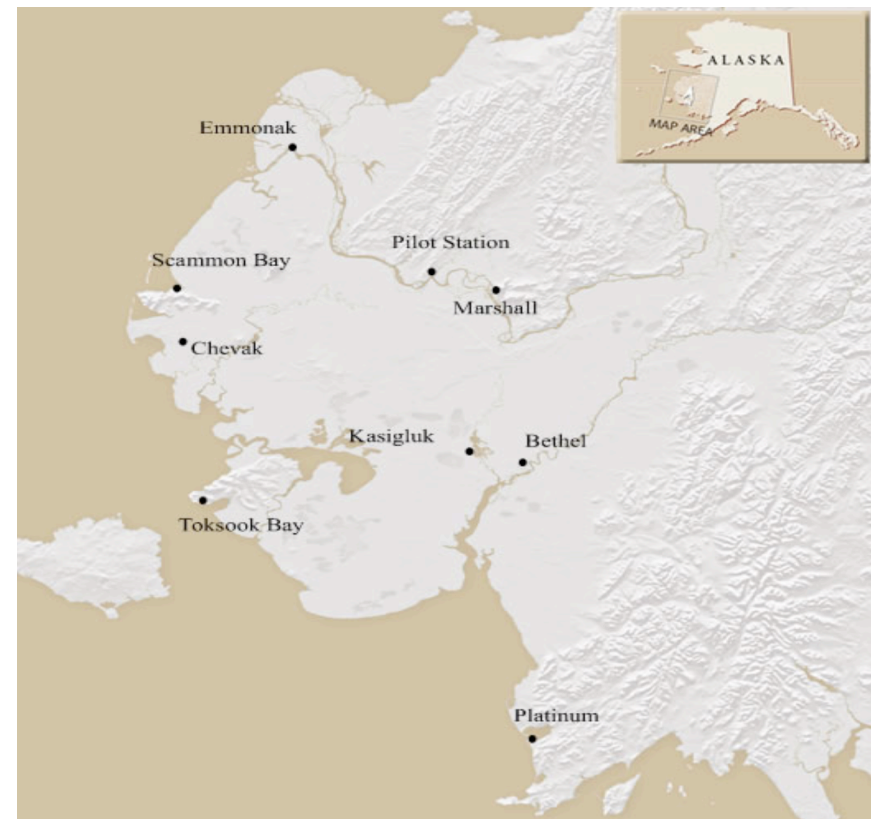 ALASKA
MAP AREA
Emmonak
Pilot Station
Scammon Bay
Marshall
Chevak
Kasigluk
Bethel
Toksook Bay
Platinum